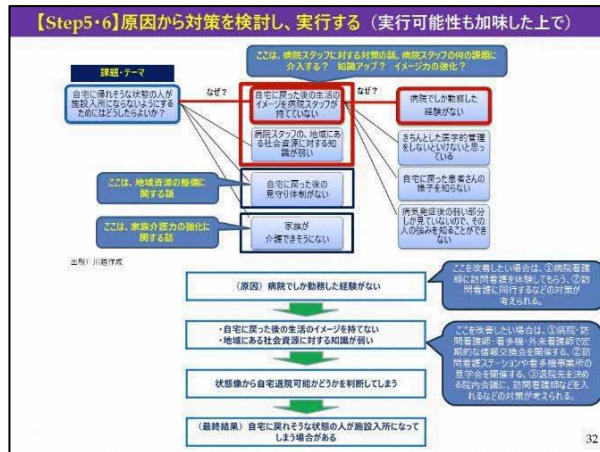 【Step5・6】原因から対策を検討し、実行する（実行可能性も加味した上で）
ここは、病院スタッフに対する対策の話。病院スタッフの何の課題に
介入する？ 知識アップ？ イメージ力の強化？
課題・テーマ
自宅に帰れそうな状態の人が
施設入所にならないようにする
ためにはどうしたらよいか？
なぜ？
自宅に戻った後の生活の
イメージを病院スタッフが
持てていない
なぜ？
病院でしか勤務した
経験がない
病院スタッフの、地域にあ
る社会資源に対する知
識が弱い
きちんとした医学的管理
をしないといけないと思っ
ている
ここは、地域資源の整備に
関する話
自宅に戻った後の
見守り体制がない
自宅に戻った患者さんの
様子を知らない
ここは、家族介護力の強化に
関する話
家族が
介護できそうにない
病気発症後の弱い部分
しか見ていないので、その
人の強みを知ることができ
ない
出所）川越作成
（原因）病院でしか勤務した経験がない
ここを改善したい場合は、①病院看護
師に訪問看護を体験してもらう、②訪
問看護に同行するなどの対策が
考えられる。
・自宅に戻った後の生活のイメージを持てない
・地域にある社会資源に対する知識が弱い
ここを改善したい場合は、①病院・訪
問看護師・看多機・外来看護師で定
期的な情報交換会を開催する、②訪
問看護ステーションや看多機事業所の
見学会を開催する、③退院先を決め
る院内会議に、訪問看護師などを入
れるなどの対策が考えられる。
状態像から自宅退院可能かどうかを判断してしまう
（最終結果）自宅に戻れそうな状態の人が施設入所になって
しまう場合がある
32